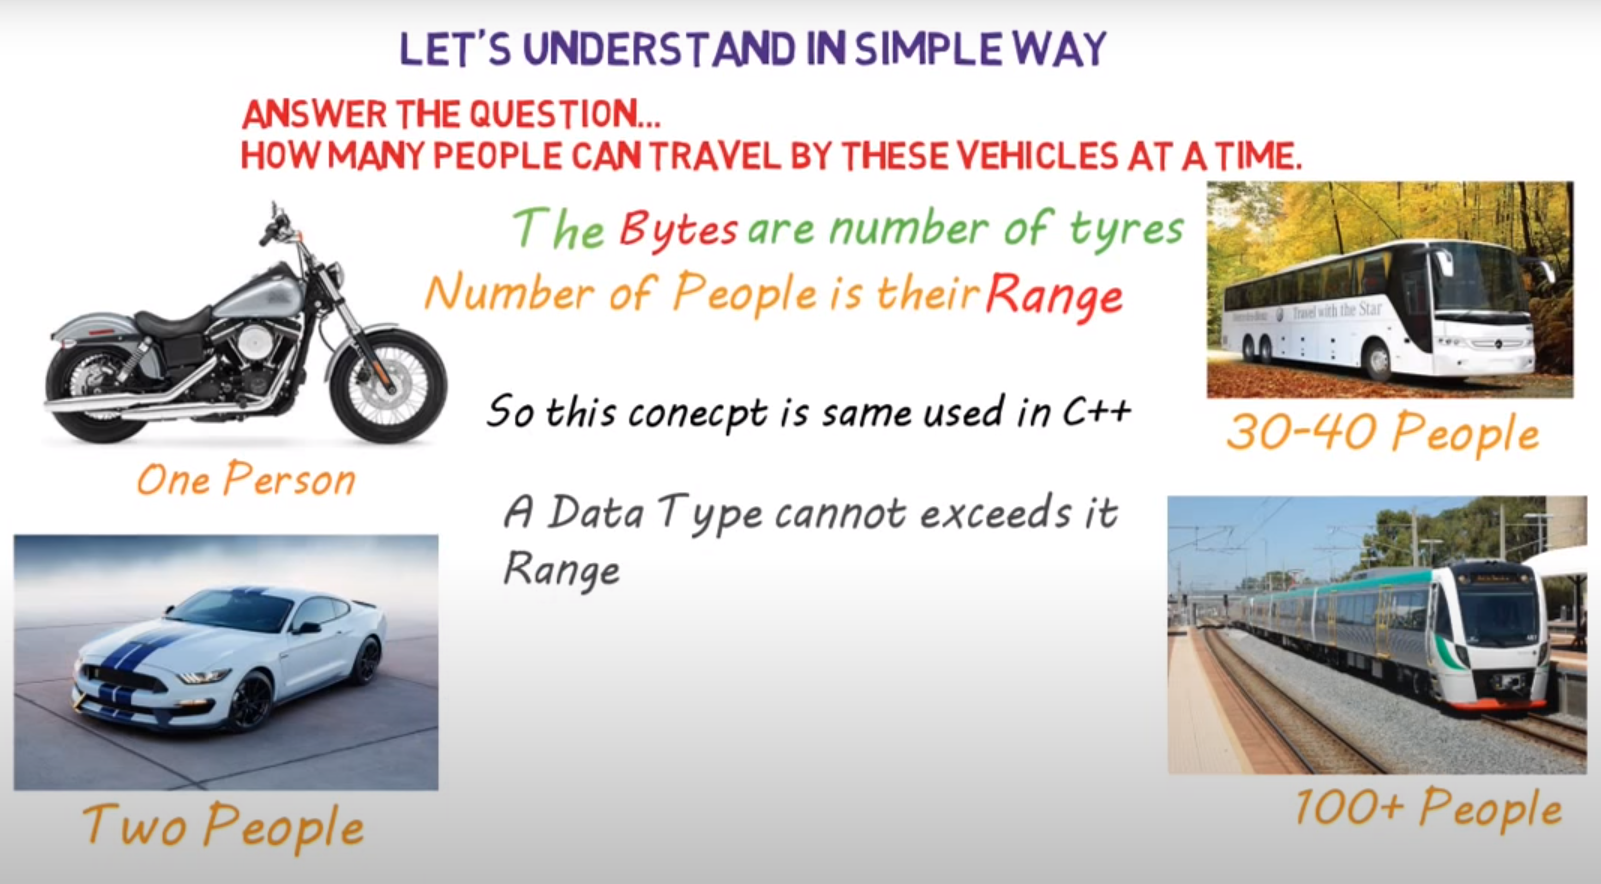 LET'S UNDERSTAND IN SIMPLE WAY
ANSWER THE QUESTION...
HOW MANY PEOPLE CAN TRAVEL BY THESE VEHICLES AT A TIME.
The Bytes are number of tyres
Number of People is their Range
Travel with the Star
So this conecpt is same used in C++
30-40 People
One Person
A Data Type cannot exceeds it
Range
Two People
100+ People